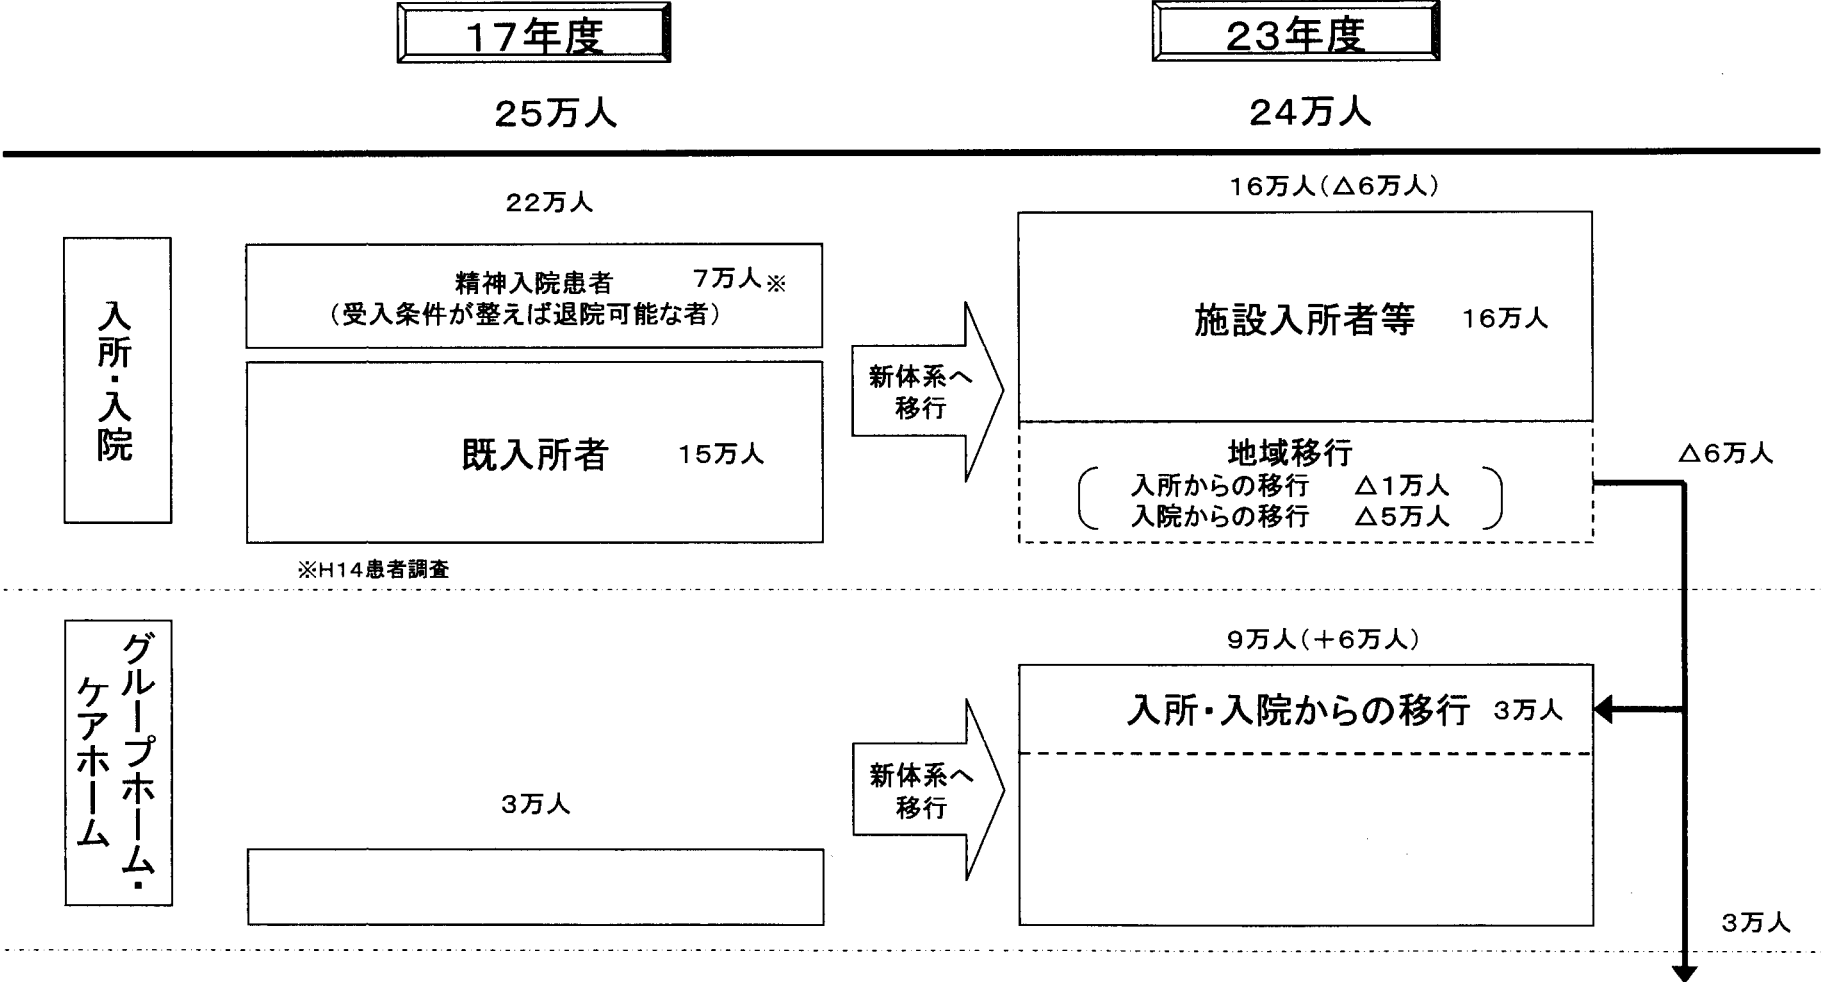 17年度
23年度
25万人
24万人
入所・入院
22万人
精神入院患者 7万人※
（受入条件が整えば退院可能な者）
既入所者 15万人
※H14患者調査
新体系へ
移行
16万人（△6万人）
施設入所者等 16万人
地域移行
入所からの移行 △1万人
入院からの移行 △5万人
△6万人
グループホーム・
ケアホーム
3万人
新体系へ
移行
9万人（＋6万人）
入所・入院からの移行 3万人
3万人